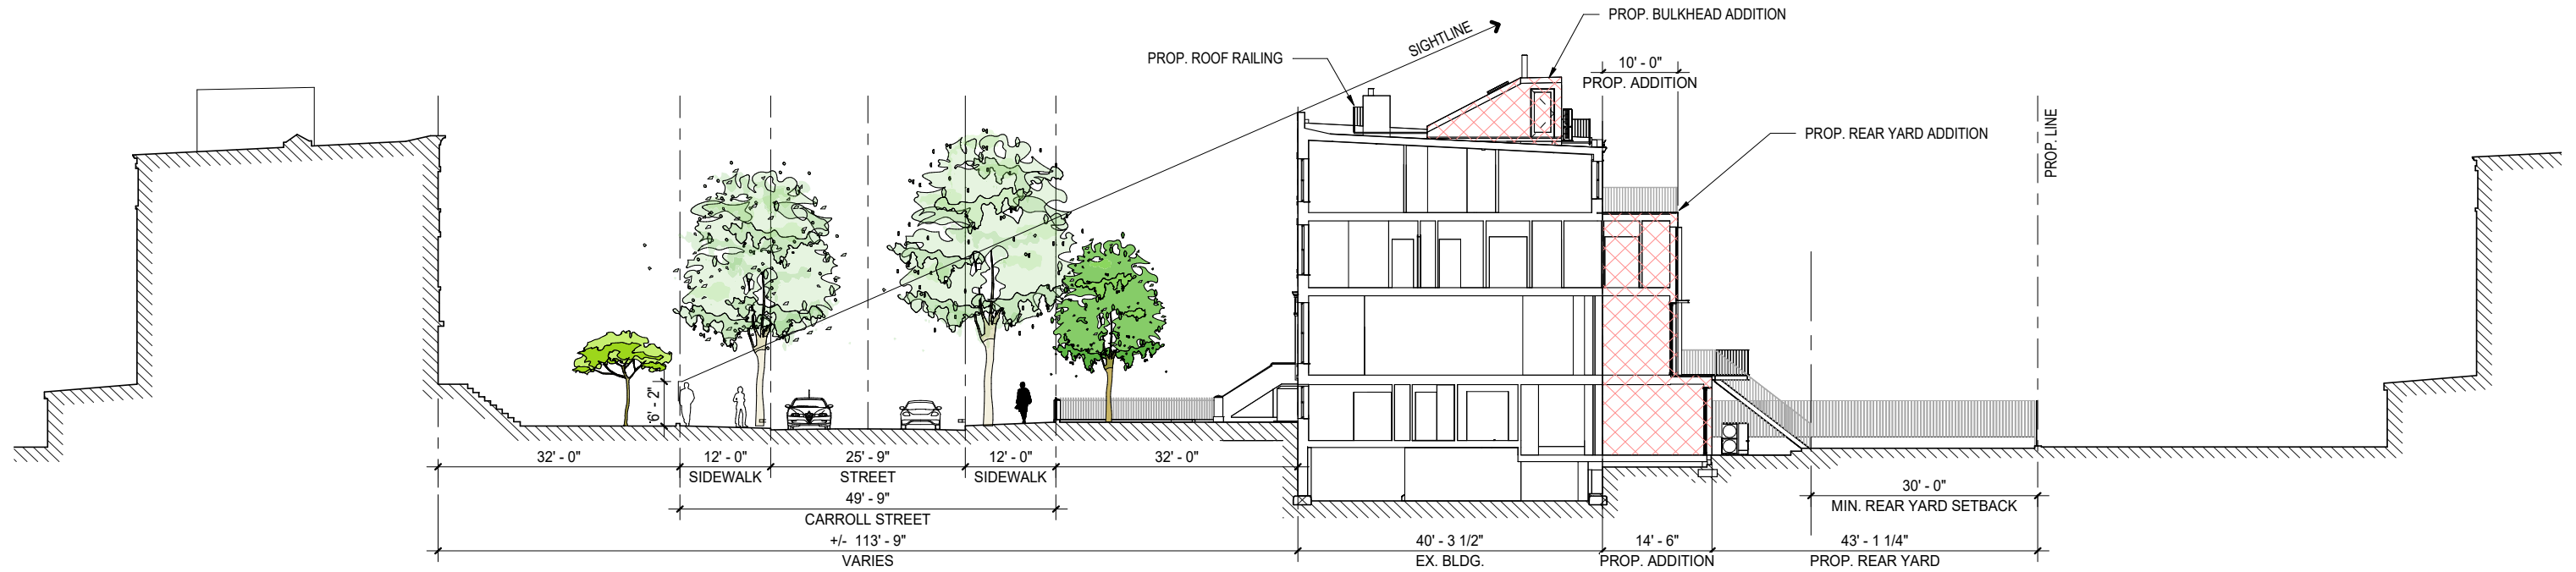 PROP. BULKHEAD ADDITION
SIGHTLINE
PROP. ROOF RAILING
10' - 0"
PROP. ADDITION
PROP. REAR YARD ADDITION
PROP. LINE
6' - 2"
32' - 0"
12' - 0"
SIDEWALK
25' - 9"
STREET
12' - 0"
SIDEWALK
32' - 0"
49' - 9"
CARROLL STREET
30' - 0"
MIN. REAR YARD SETBACK
+/- 113' - 9"
VARIES
40' - 3 1/2"
EX. BLDG.
14' - 6"
PROP. ADDITION
43' - 1 1/4"
PROP. REAR YARD